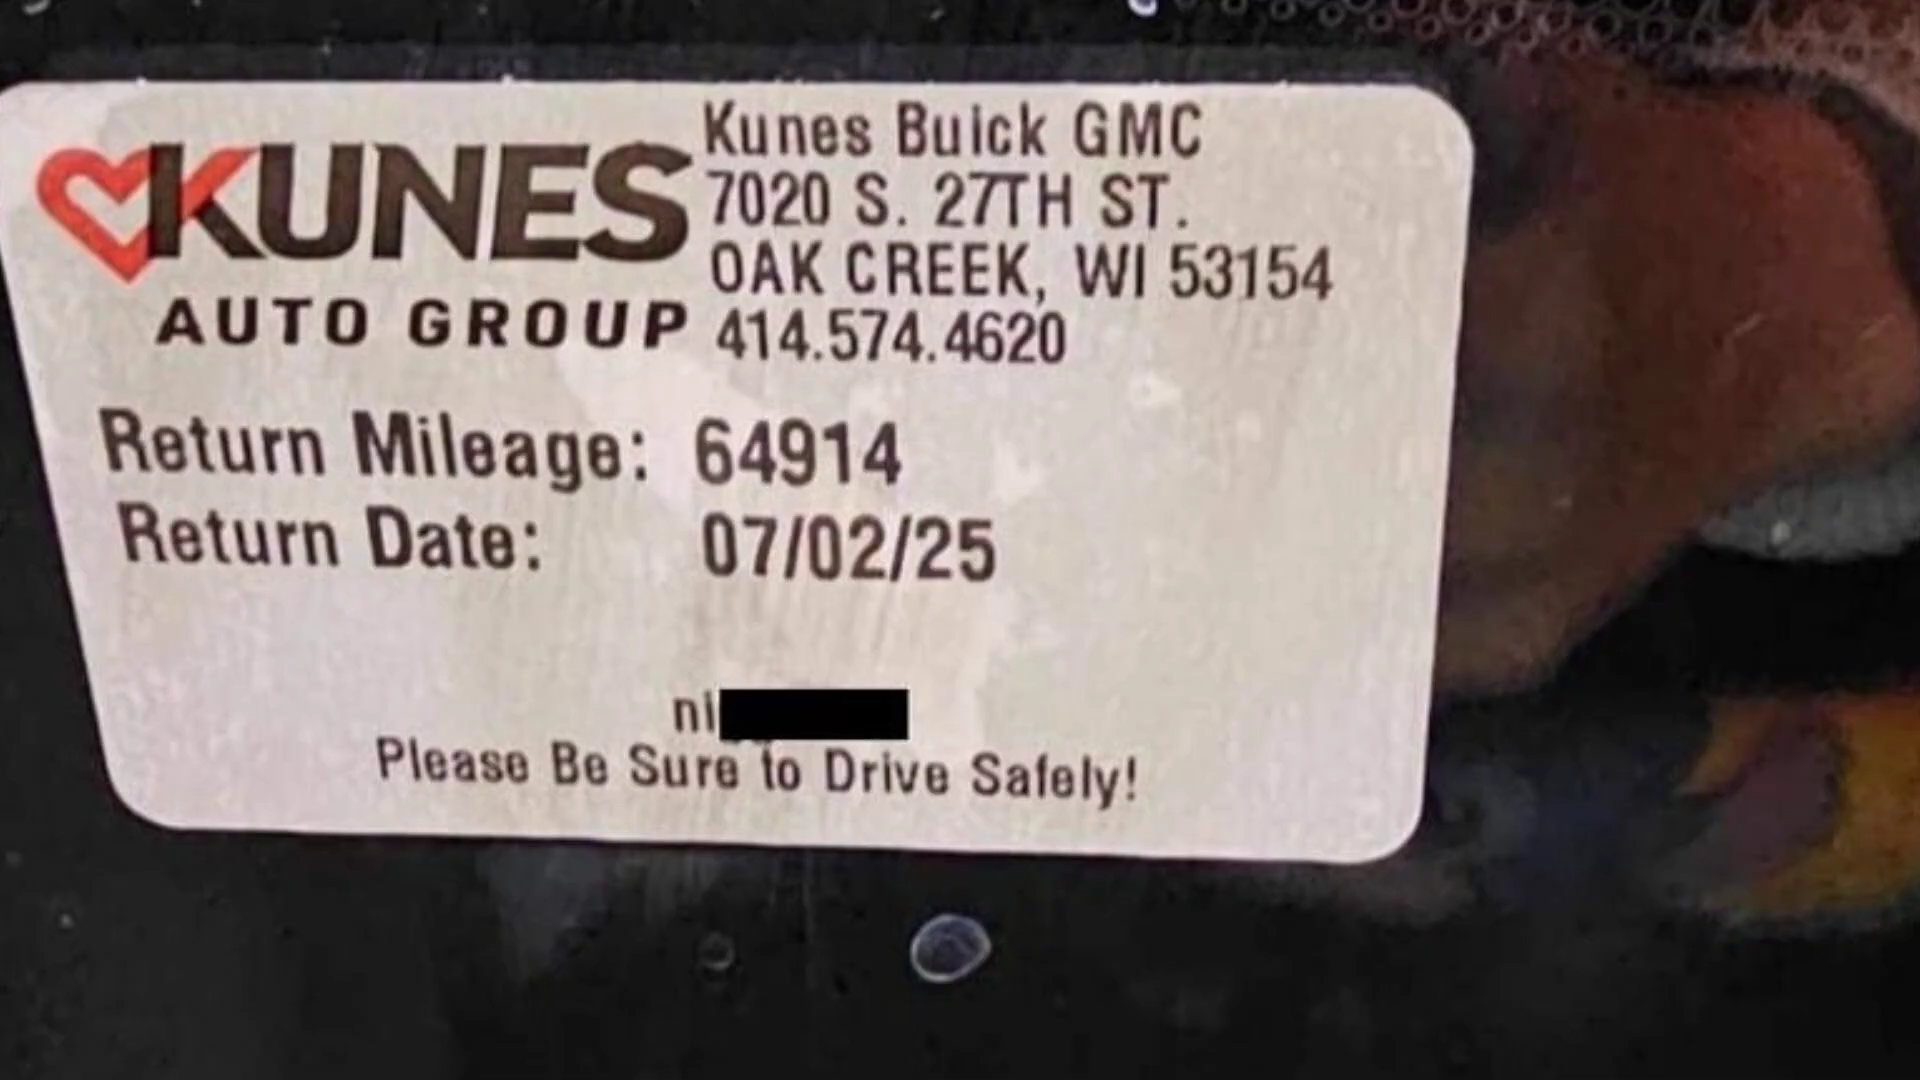 KUNES
AUTO GROUP
Kunes Buick GMC
7020 S. 27TH ST.
OAK CREEK, WI 53154
414.574.4620
Return Mileage: 64914
Return Date: 07/02/25
ni
Please Be Sure to Drive Safely!